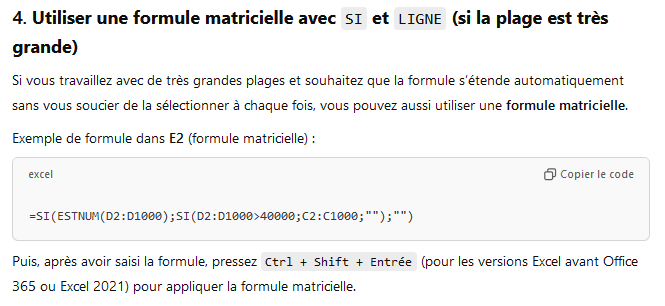 4. Utiliser une formule matricielle avec SI et LIGNE (si la plage est très
grande)
Si vous travaillez avec de très grandes plages et souhaitez que la formule s’étende automatiquement
sans vous soucier de la sélectionner à chaque fois, vous pouvez aussi utiliser une formule matricielle.
Exemple de formule dans E2 (formule matricielle) :
excel
Copier le code
=SI(ESTNUM(D2:D1000);SI(D2:D1000>40000;C2:C1000;"");"")
Puis, après avoir saisi la formule, pressez Ctrl + Shift + Entrée (pour les versions Excel avant Office
365 ou Excel 2021) pour appliquer la formule matricielle.